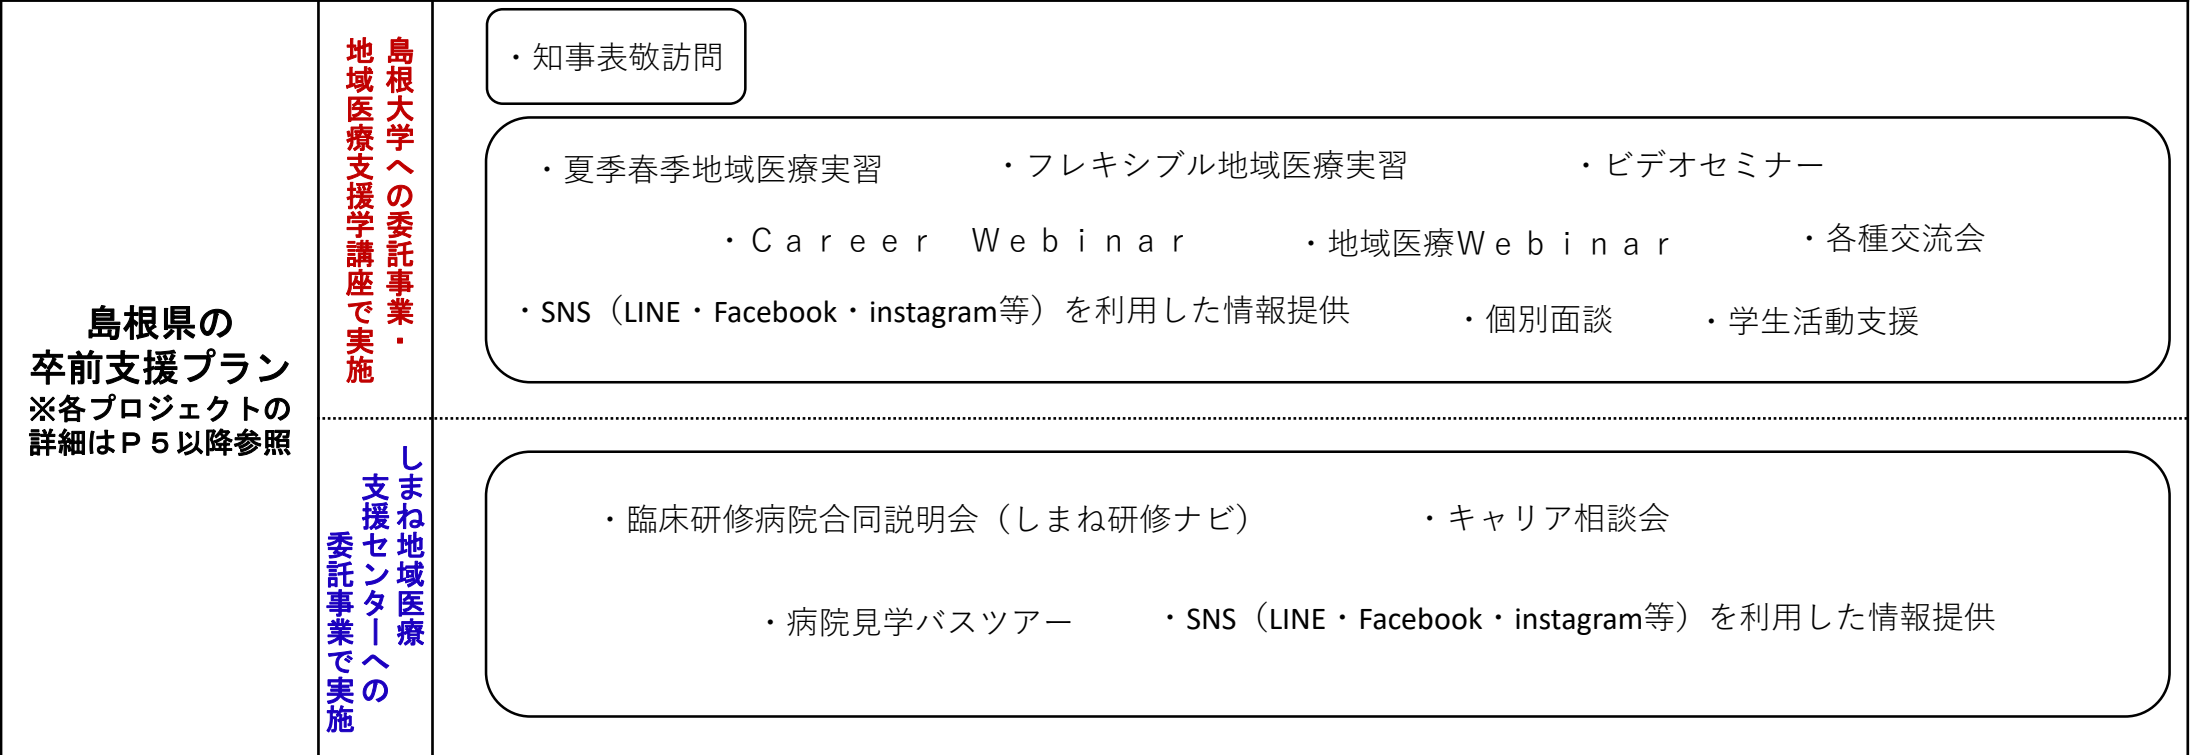 島根県の
卒前支援プラン
※各プロジェクトの
詳細はＰ５以降参照
島根大学への委託事業・
地域医療支援学講座で実施
・知事表敬訪問
・夏季春季地域医療実習
・フレキシブル地域医療実習
・ビデオセミナー
・Ｃａｒｅｅｒ　Ｗｅｂｉｎａｒ
・地域医療Ｗｅｂｉｎａｒ
・各種交流会
・SNS（LINE・Facebook・instagram等）を利用した情報提供
・個別面談
・学生活動支援
しまね地域医療
支援センターへの
委託事業で実施
・臨床研修病院合同説明会（しまね研修ナビ）
・キャリア相談会
・病院見学バスツアー
・SNS（LINE・Facebook・instagram等）を利用した情報提供